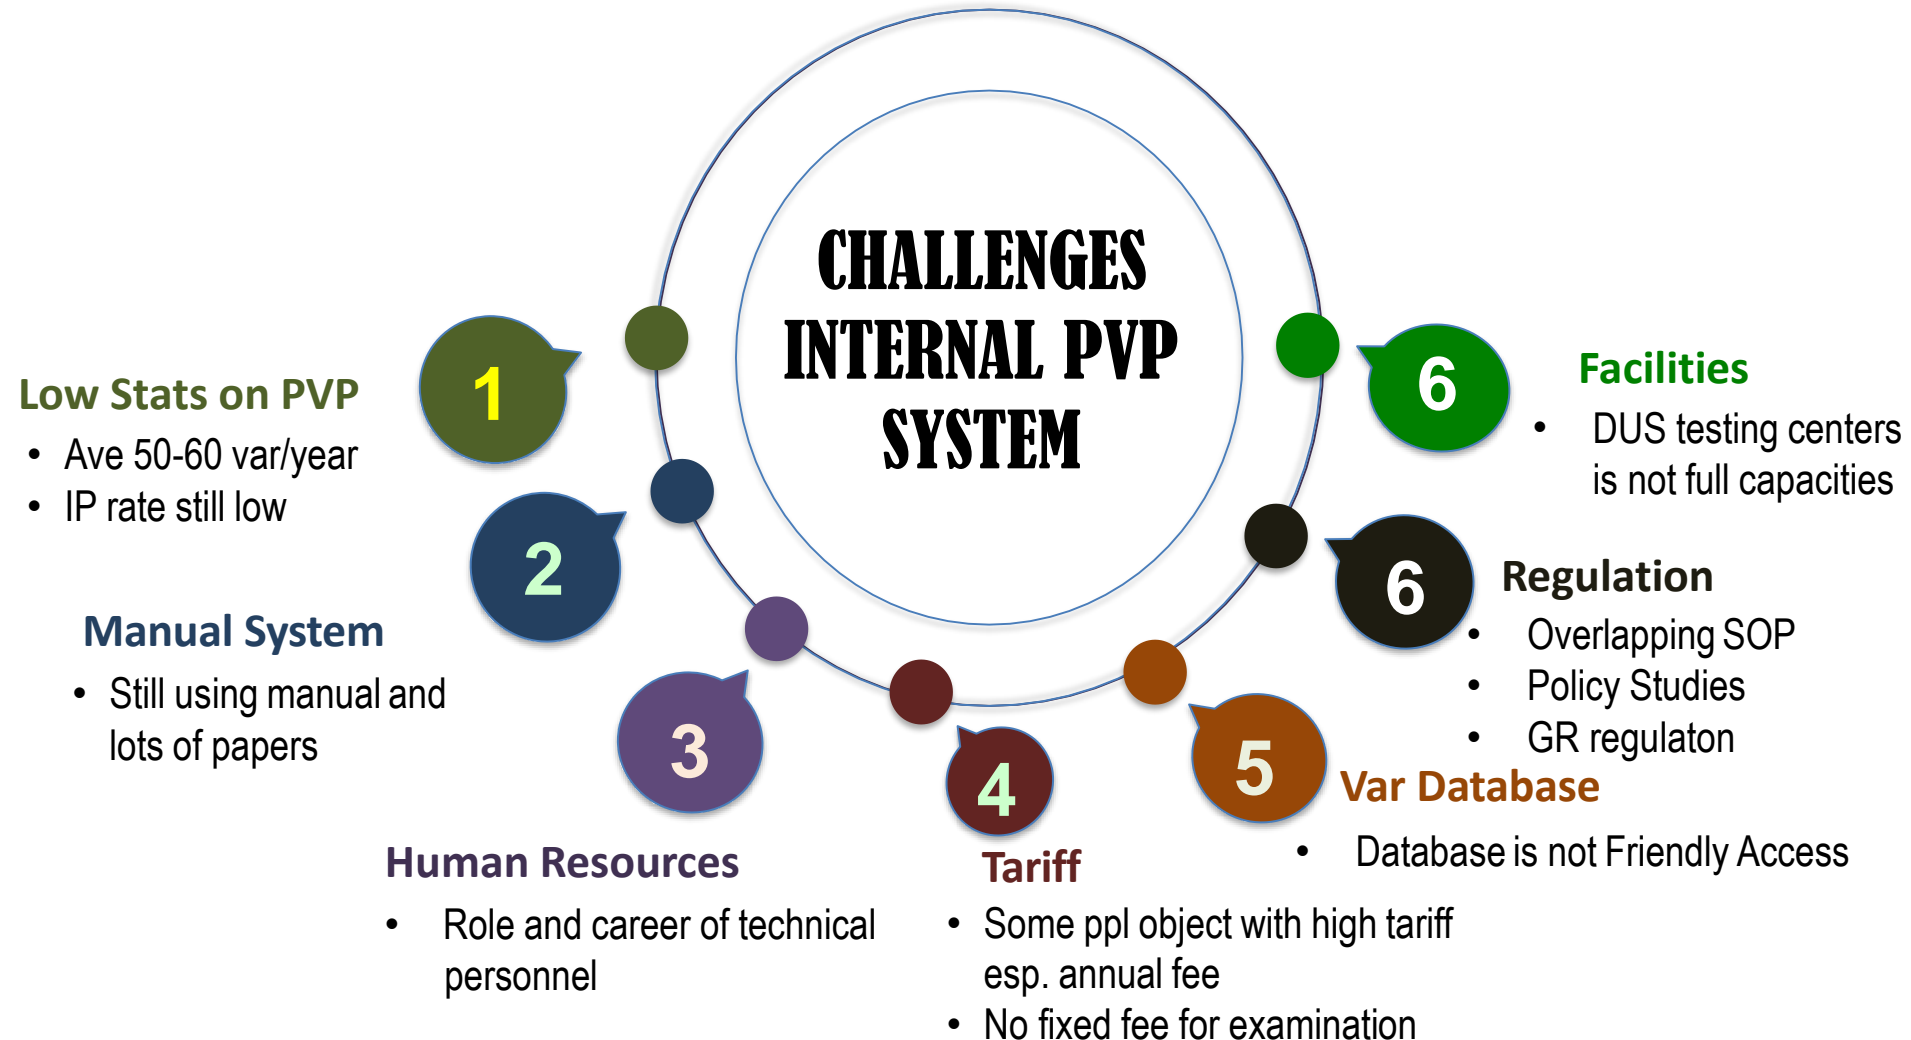 CHALLENGES
INTERNAL PVP
SYSTEM
1
Low Stats on PVP
• Ave 50-60 var/year
• IP rate still low
2
Manual System
• Still using manual and
lots of papers
3
Human Resources
• Role and career of technical
personnel
4
Tariff
• Some ppl object with high tariff
esp. annual fee
• No fixed fee for examination
5
Var Database
• Database is not Friendly Access
6
Regulation
• Overlapping SOP
• Policy Studies
• GR regulaton
6
Facilities
• DUS testing centers
is not full capacities